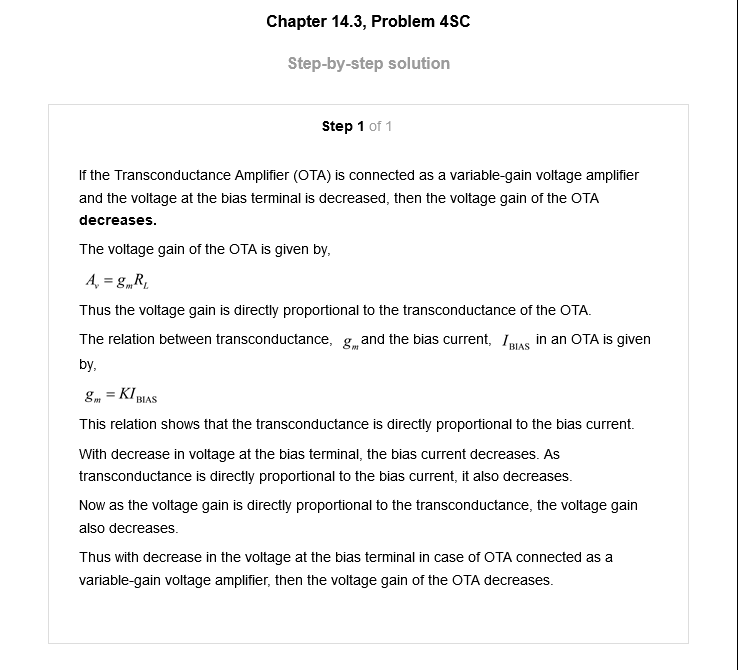 Chapter 14.3, Problem 4SC
Step-by-step solution
Step 1 of 1
If the Transconductance Amplifier (OTA) is connected as a variable-gain voltage amplifier
and the voltage at the bias terminal is decreased, then the voltage gain of the OTA
decreases.
The voltage gain of the OTA is given by,
A_v = g_m R_L
Thus the voltage gain is directly proportional to the transconductance of the OTA.
The relation between transconductance, g_m and the bias current, I_BIAS in an OTA is given
by,
g_m = KI_BIAS
This relation shows that the transconductance is directly proportional to the bias current.
With decrease in voltage at the bias terminal, the bias current decreases. As
transconductance is directly proportional to the bias current, it also decreases.
Now as the voltage gain is directly proportional to the transconductance, the voltage gain
also decreases.
Thus with decrease in the voltage at the bias terminal in case of OTA connected as a
variable-gain voltage amplifier, then the voltage gain of the OTA decreases.